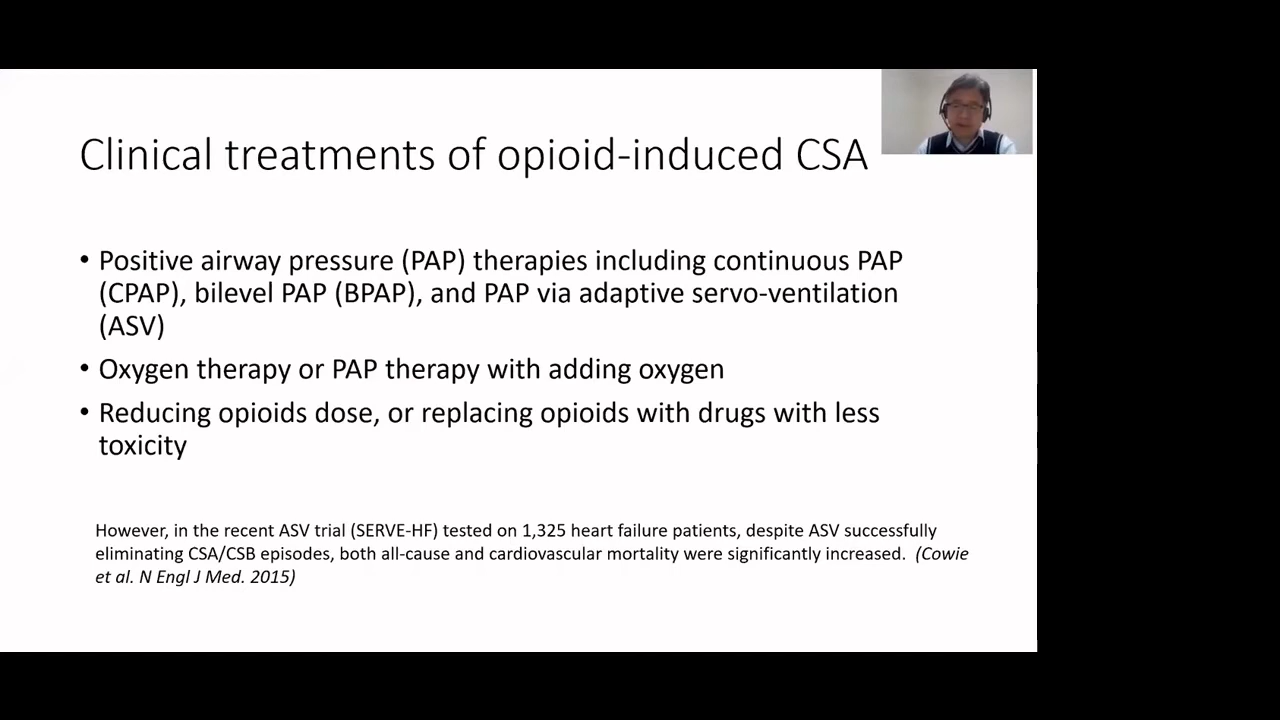 Clinical treatments of opioid-induced CSA
• Positive airway pressure (PAP) therapies including continuous PAP
(CPAP), bilevel PAP (BPAP), and PAP via adaptive servo-ventilation
(ASV)
• Oxygen therapy or PAP therapy with adding oxygen
• Reducing opioids dose, or replacing opioids with drugs with less
toxicity
However, in the recent ASV trial (SERVE-HF) tested on 1,325 heart failure patients, despite ASV successfully
eliminating CSA/CSB episodes, both all-cause and cardiovascular mortality were significantly increased. (Cowie
et al. N Engl J Med. 2015)